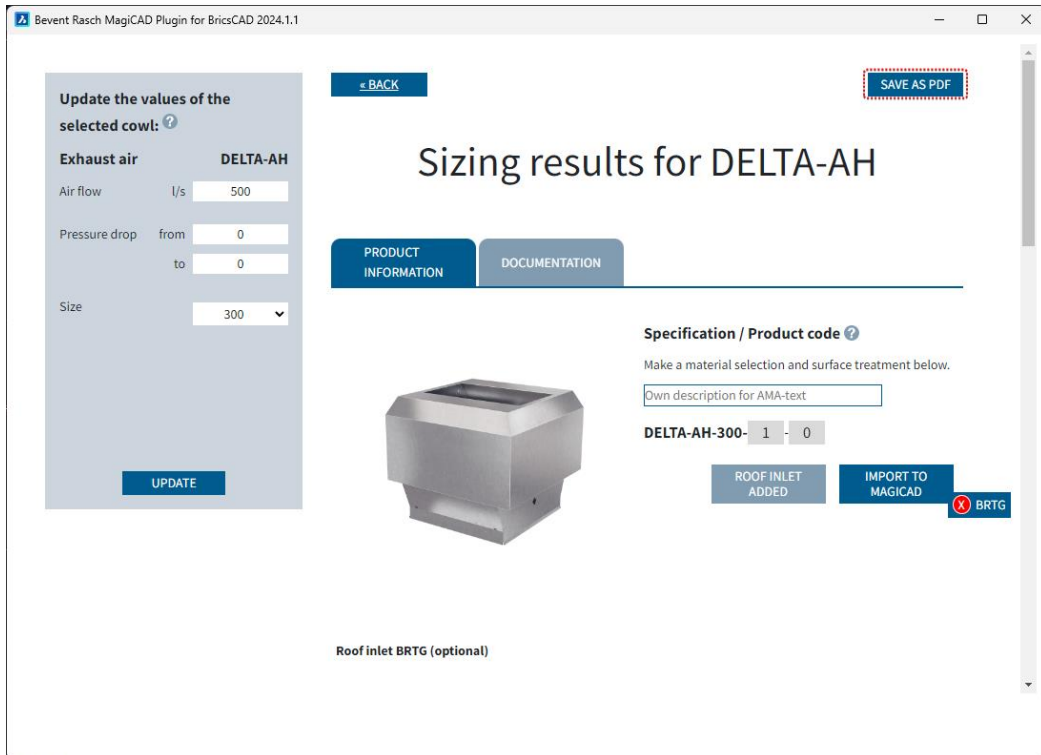 Bevent Rasch MagiCAD Plugin for BricsCAD 2024.1.1
Update the values of the
selected cowl: ?
Exhaust air DELTA-AH
Air flow l/s 500
Pressure drop from 0
to 0
Size 300
UPDATE
« BACK
SAVE AS PDF
Sizing results for DELTA-AH
PRODUCT
INFORMATION
DOCUMENTATION
Specification / Product code ?
Make a material selection and surface treatment below.
Own description for AMA-text
DELTA-AH-300- 1 - 0
ROOF INLET
ADDED
IMPORT TO
MAGICAD
X BRTG
Roof inlet BRTG (optional)